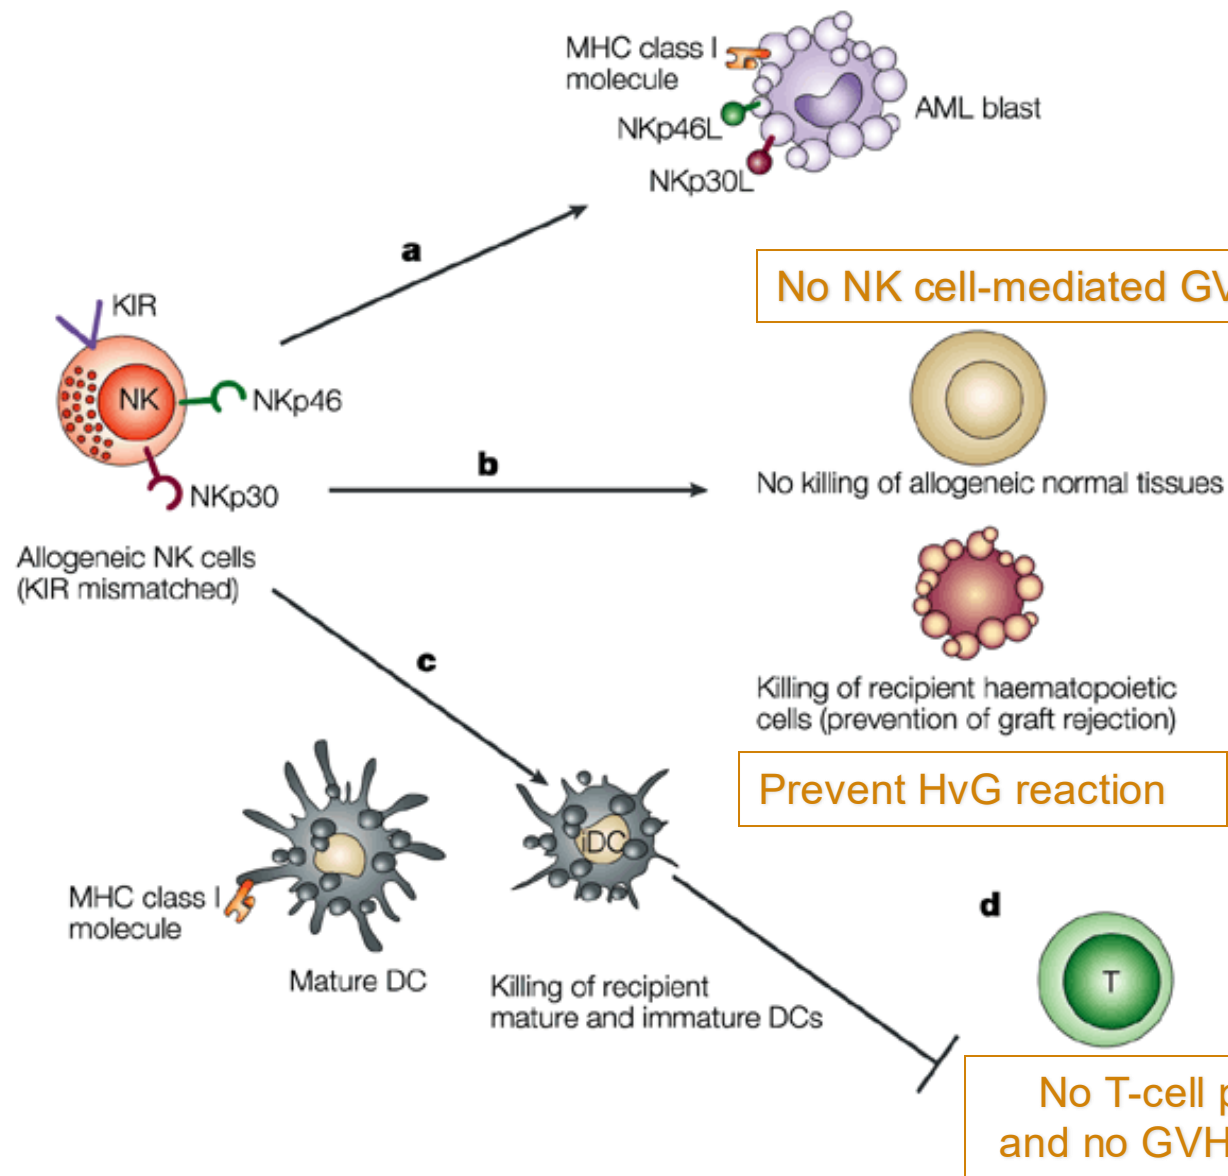 MHC class I
molecule
NKp46L
NKp30L
AML blast
a
No NK cell-mediated
KIR
NK
NKp46
NKp30
b
No killing of allogeneic normal tissues
Allogeneic NK cells
(KIR mismatched)
Killing of recipient haematopoietic
cells (prevention of graft rejection)
c
Prevent HvG reaction
iDC
MHC class I
molecule
Mature DC
Killing of recipient
mature and immature DCs
d
T
No T-cell
and no